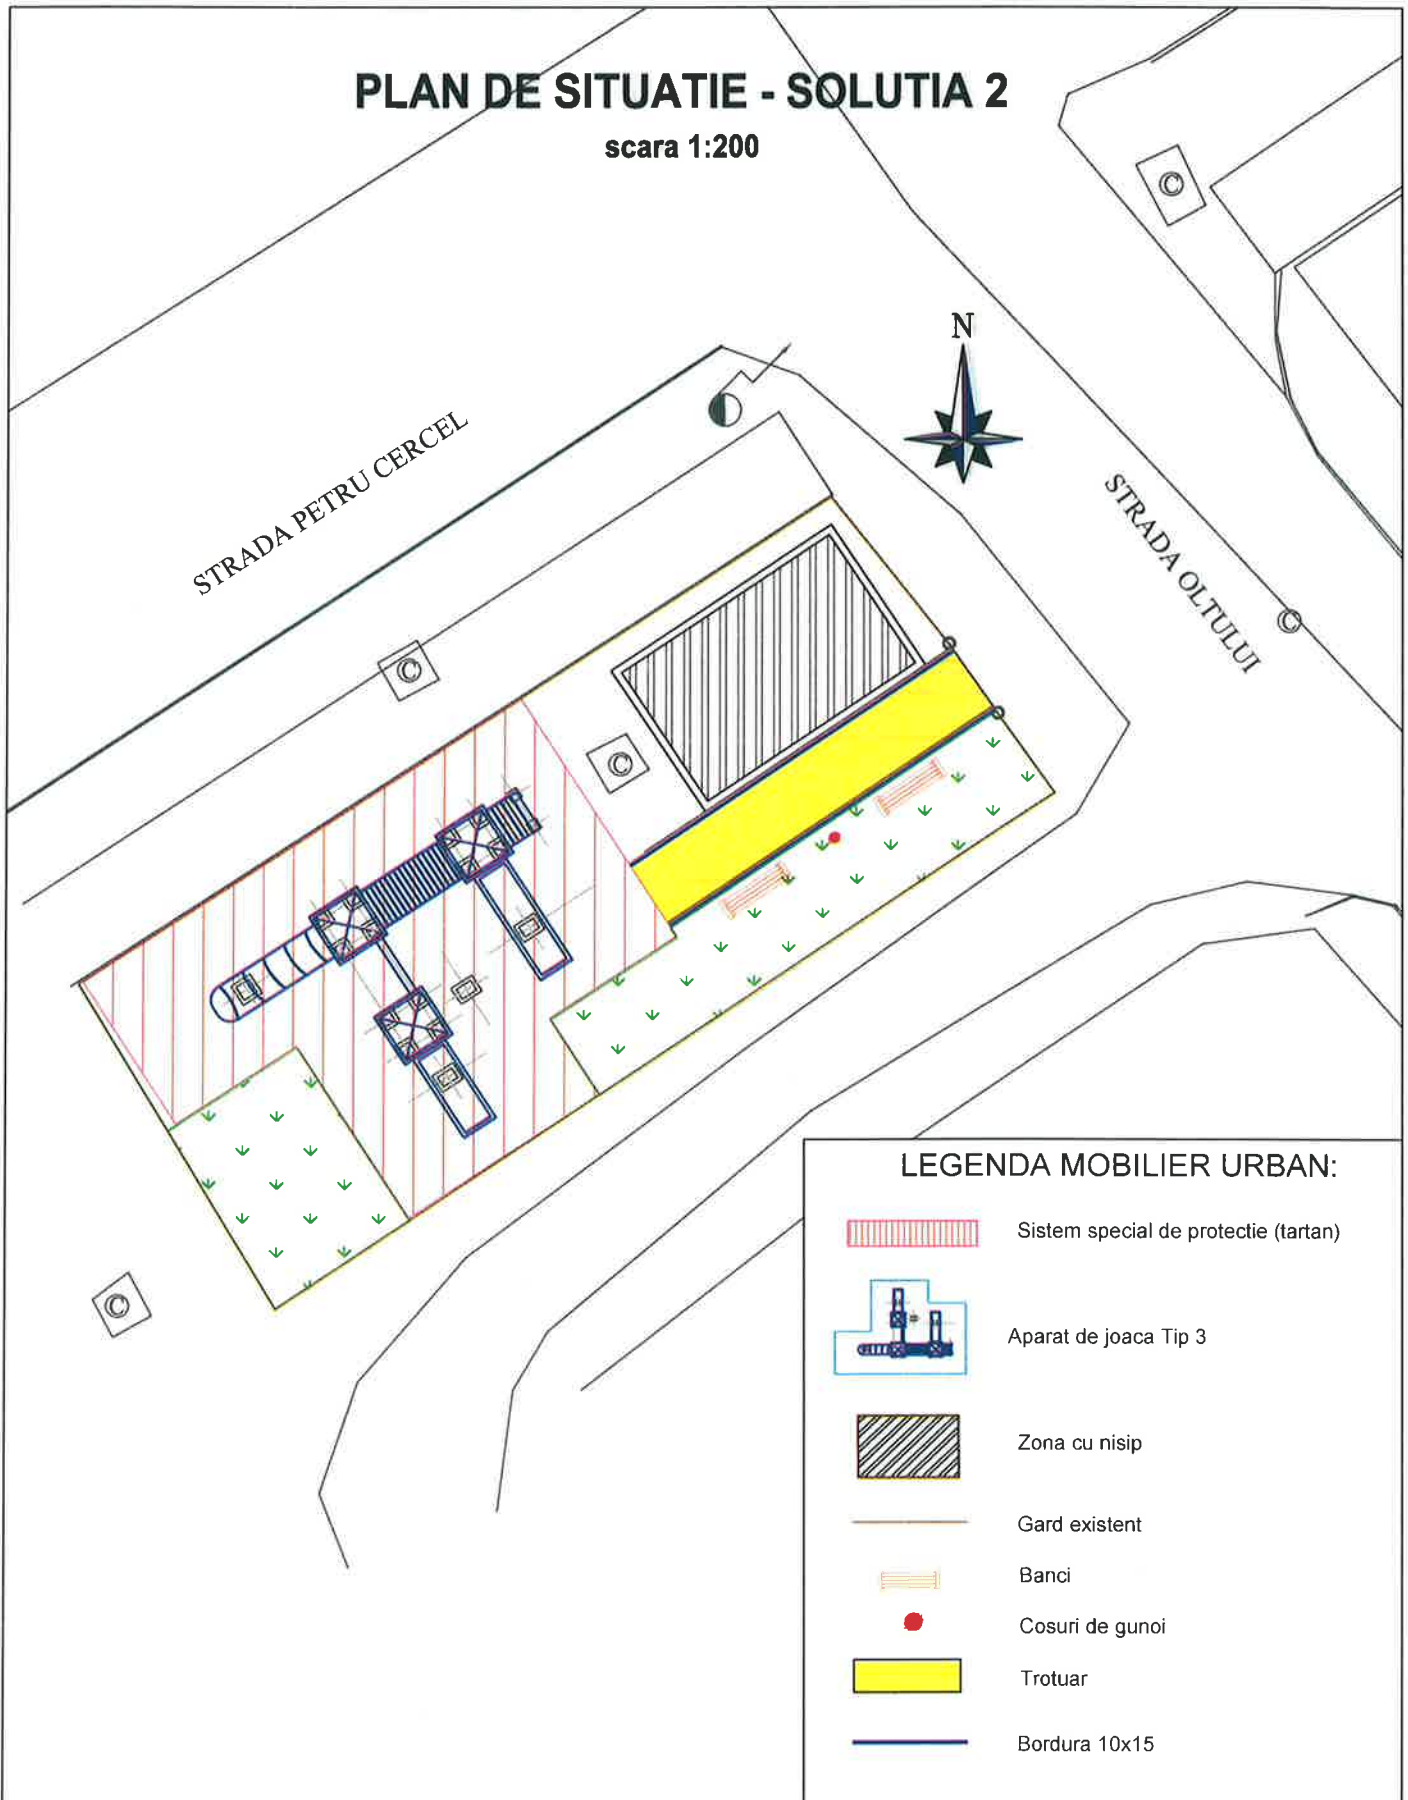 PLAN DE SITUATIE - SOLUTIA 2
scara 1:200
C
N
STRADA PETRU CERCEL
STRADA OLTULUI
C
C
C
C
LEGENDA MOBILIER URBAN:
Sistem special de protectie (tartan)
Aparat de joaca Tip 3
Zona cu nisip
Gard existent
Banci
Cosuri de gunoi
Trotuar
Bordura 10x15